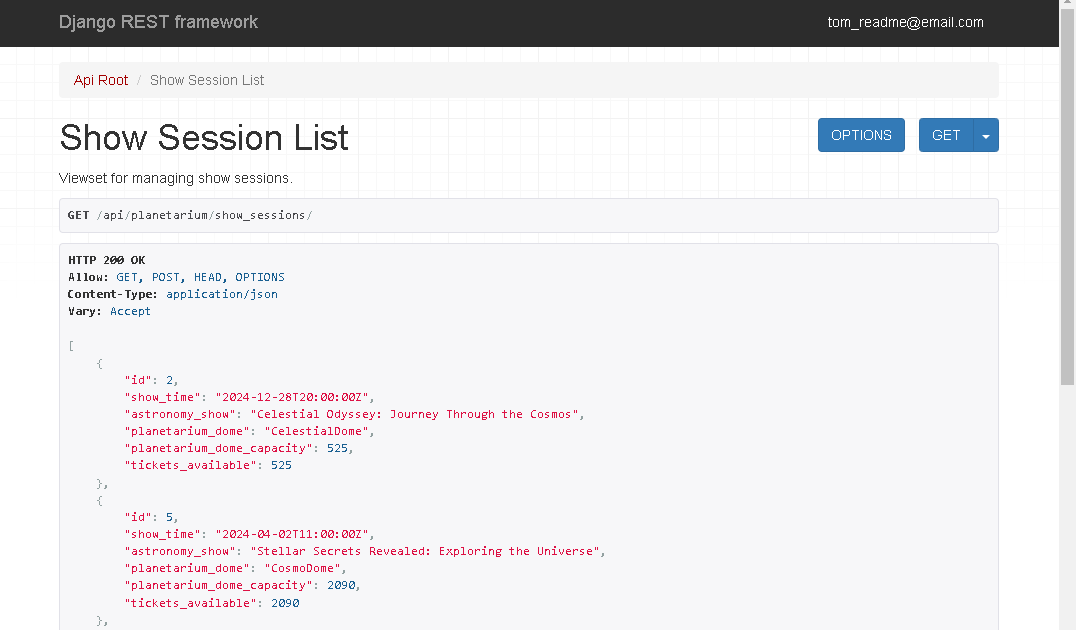 Django REST framework
tom_readme@email.com
Api Root / Show Session List
Show Session List
OPTIONS
GET
Viewset for managing show sessions.
GET /api/planetarium/show_sessions/
HTTP 200 OK
Allow: GET, POST, HEAD, OPTIONS
Content-Type: application/json
Vary: Accept
[
    {
        "id": 2,
        "show_time": "2024-12-28T20:00:00Z",
        "astronomy_show": "Celestial Odyssey: Journey Through the Cosmos",
        "planetarium_dome": "CelestialDome",
        "planetarium_dome_capacity": 525,
        "tickets_available": 525
    },
    {
        "id": 5,
        "show_time": "2024-04-02T11:00:00Z",
        "astronomy_show": "Stellar Secrets Revealed: Exploring the Universe",
        "planetarium_dome": "CosmoDome",
        "planetarium_dome_capacity": 2090,
        "tickets_available": 2090
    },